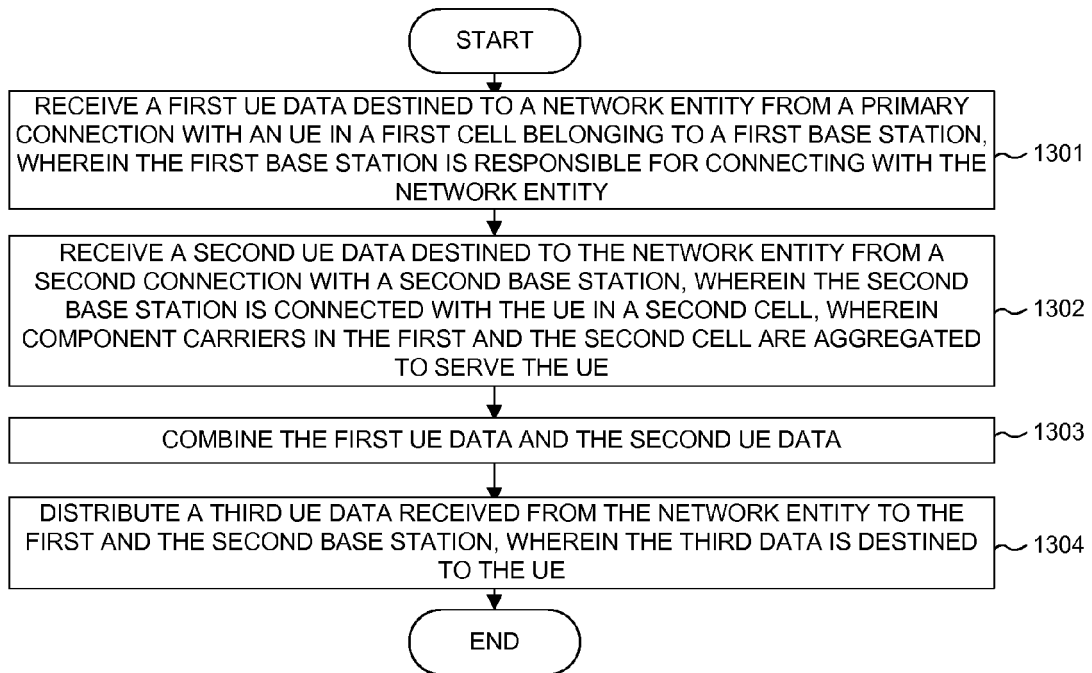 START
RECEIVE A FIRST UE DATA DESTINED TO A NETWORK ENTITY FROM A PRIMARY
CONNECTION WITH AN UE IN A FIRST CELL BELONGING TO A FIRST BASE STATION,
WHEREIN THE FIRST BASE STATION IS RESPONSIBLE FOR CONNECTING WITH THE
NETWORK ENTITY
1301
RECEIVE A SECOND UE DATA DESTINED TO THE NETWORK ENTITY FROM A
SECOND CONNECTION WITH A SECOND BASE STATION, WHEREIN THE SECOND
BASE STATION IS CONNECTED WITH THE UE IN A SECOND CELL, WHEREIN
COMPONENT CARRIERS IN THE FIRST AND THE SECOND CELL ARE AGGREGATED
TO SERVE THE UE
1302
COMBINE THE FIRST UE DATA AND THE SECOND UE DATA
1303
DISTRIBUTE A THIRD UE DATA RECEIVED FROM THE NETWORK ENTITY TO THE
FIRST AND THE SECOND BASE STATION, WHEREIN THE THIRD DATA IS DESTINED
TO THE UE
1304
END